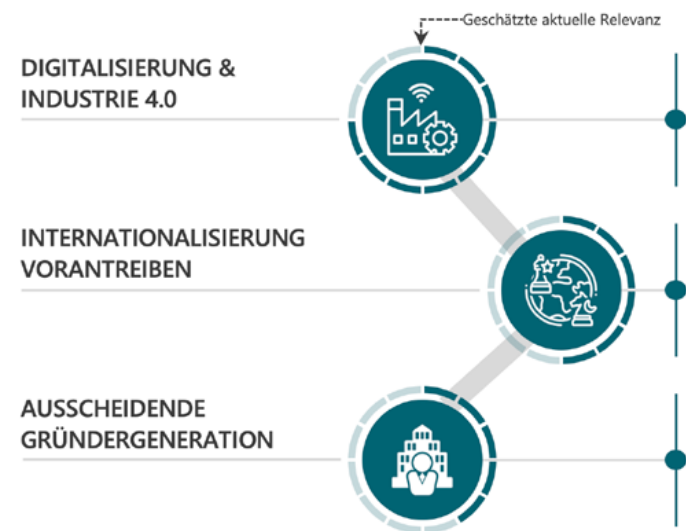 Geschätzte aktuelle Relevanz
DIGITALISIERUNG &
INDUSTRIE 4.0
INTERNATIONALISIERUNG
VORANTREIBEN
AUSSCHEIDENDE
GRÜNDERGENERATION